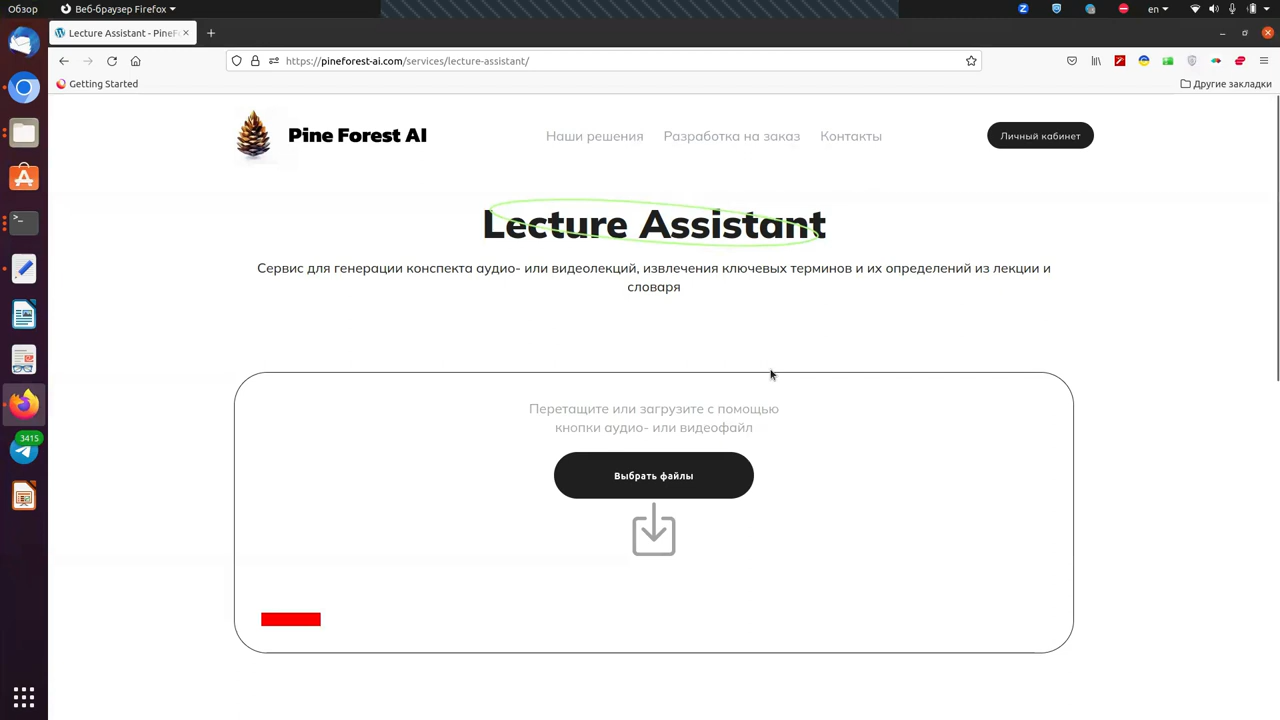 Обзор
Веб-браузер Firefox
en
Lecture Assistant - PineF
https://pineforest-ai.com/services/lecture-assistant/
Getting Started
Другие закладки
Pine Forest AI
Наши решения
Разработка на заказ
Контакты
Личный кабинет
Lecture Assistant
Сервис для генерации конспекта аудио- или видеолекций, извлечения ключевых терминов и их определений из лекции и
словаря
Перетащите или загрузите с помощью
кнопки аудио- или видеофайл
Выбрать файлы
3415